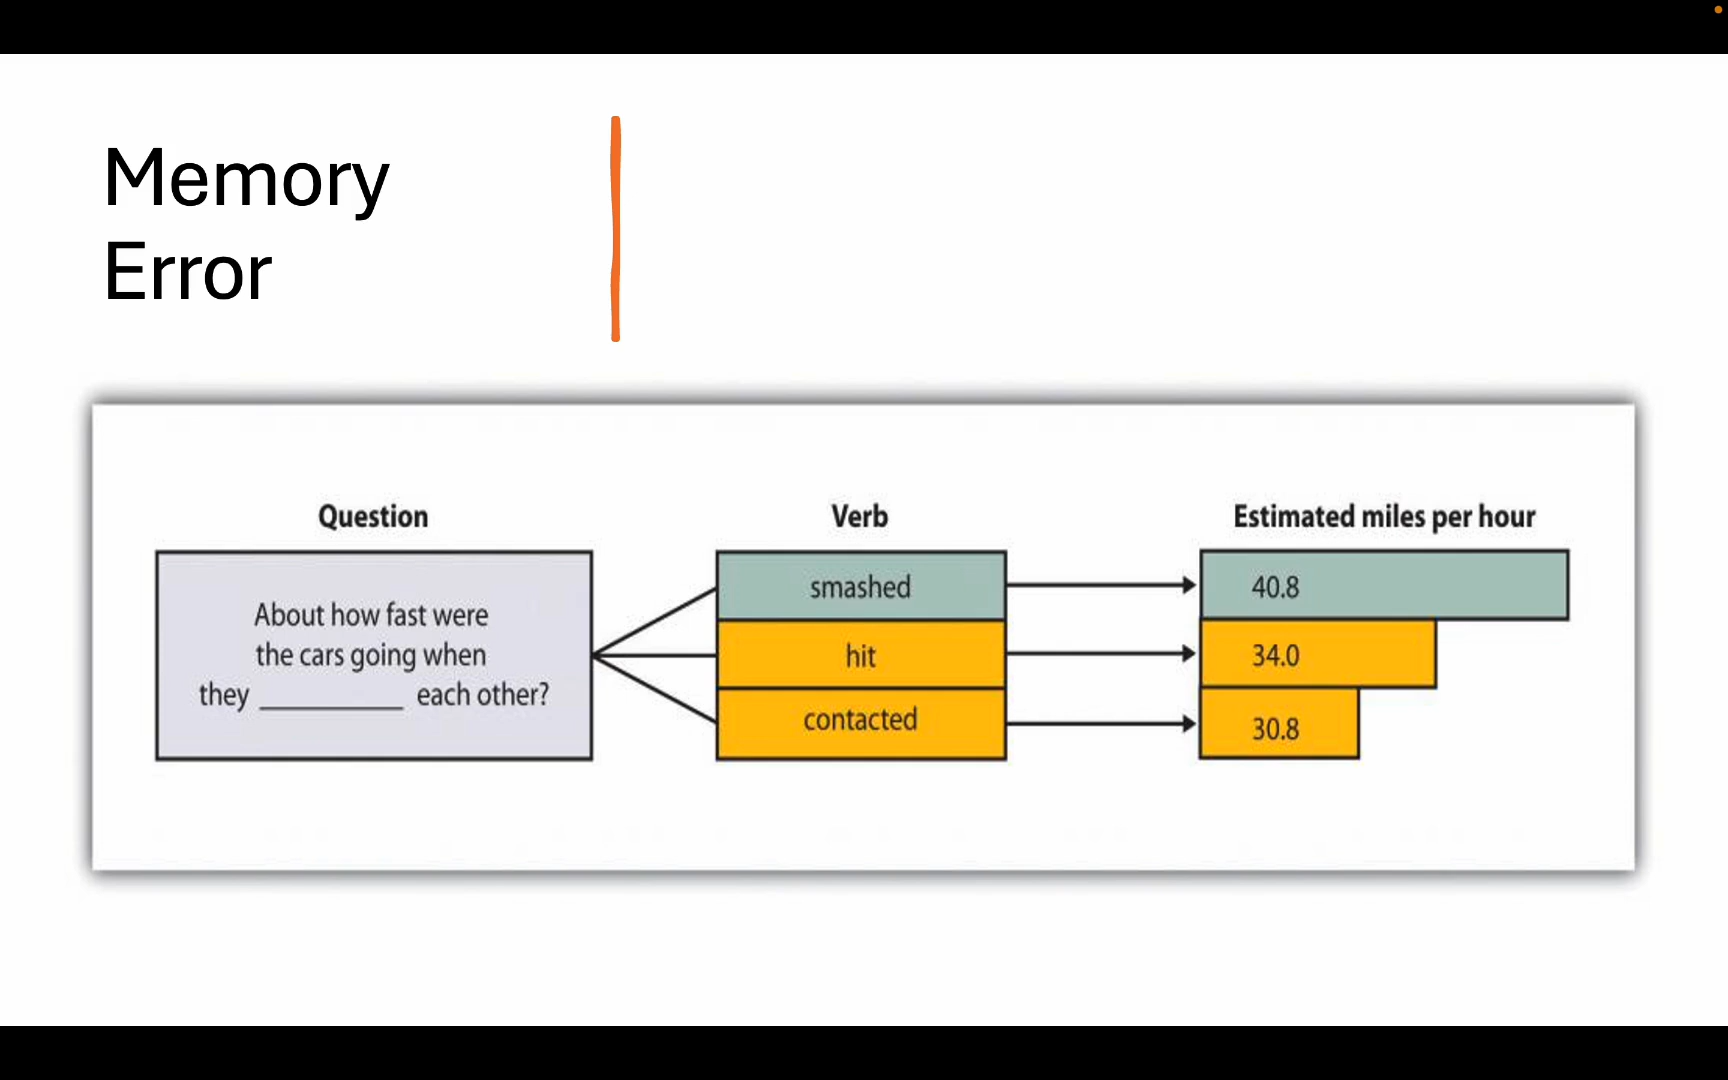 Memory
Error
Question
About how fast were
the cars going when
they __________ each other?
Verb
smashed
hit
contacted
Estimated miles per hour
40.8
34.0
30.8